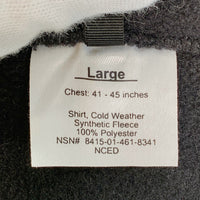 Large
Chest: 41 - 45 inches
Shirt, Cold Weather
Synthetic Fleece
100% Polyester
NSN# 8415-01-461-8341
NCED